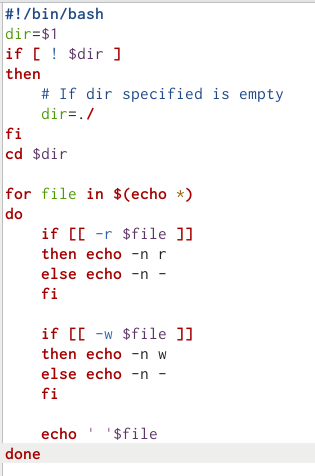 #!/bin/bash
dir=$1
if [ ! $dir ]
then
    # If dir specified is empty
    dir=./
fi
cd $dir

for file in $(echo *)
do
    if [[ -r $file ]]
    then echo -n r
    else echo -n -
    fi

    if [[ -w $file ]]
    then echo -n w
    else echo -n -
    fi

    echo ' '$file
done